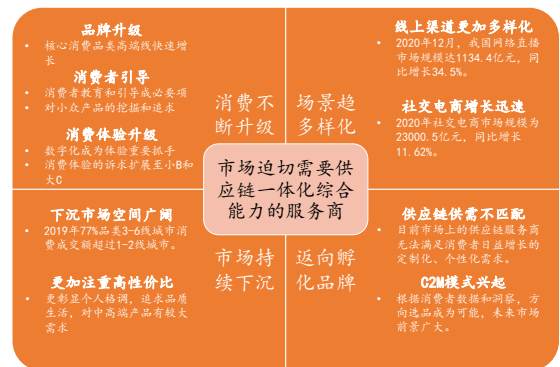 品牌升级
• 核心消费品类高端线快速增
长
消费者引导
• 消费者教育和引导成必要项
• 对小众产品的挖掘和追求
消费体验升级
• 数字化成为体验重要抓手
• 消费体验的诉求扩展至小B和
大C
消费不
断升级
场景趋
多样化
线上渠道更加多样化
• 2020年12月，我国网络直播
市场规模达1134.4亿元，同
比增长34.5%。
社交电商增长迅速
• 2020年社交电商市场规模为
23000.5亿元，同比增长
11.62%。
市场迫切需要供
应链一体化综合
能力的服务商
下沉市场空间广阔
• 2019年77%品类3-6线城市消
费成交额超过1-2线城市。
更加注重高性价比
• 更彰显个人格调，追求品质
生活，对中高端产品有较大
需求
市场持
续下沉
返向孵
化品牌
供应链供需不匹配
• 目前市场上的供应链服务商
无法满足消费者日益增长的
定制化、个性化需求。
C2M模式兴起
• 根据消费者数据和洞察，方
向选品成为可能，未来市场
前景广大。